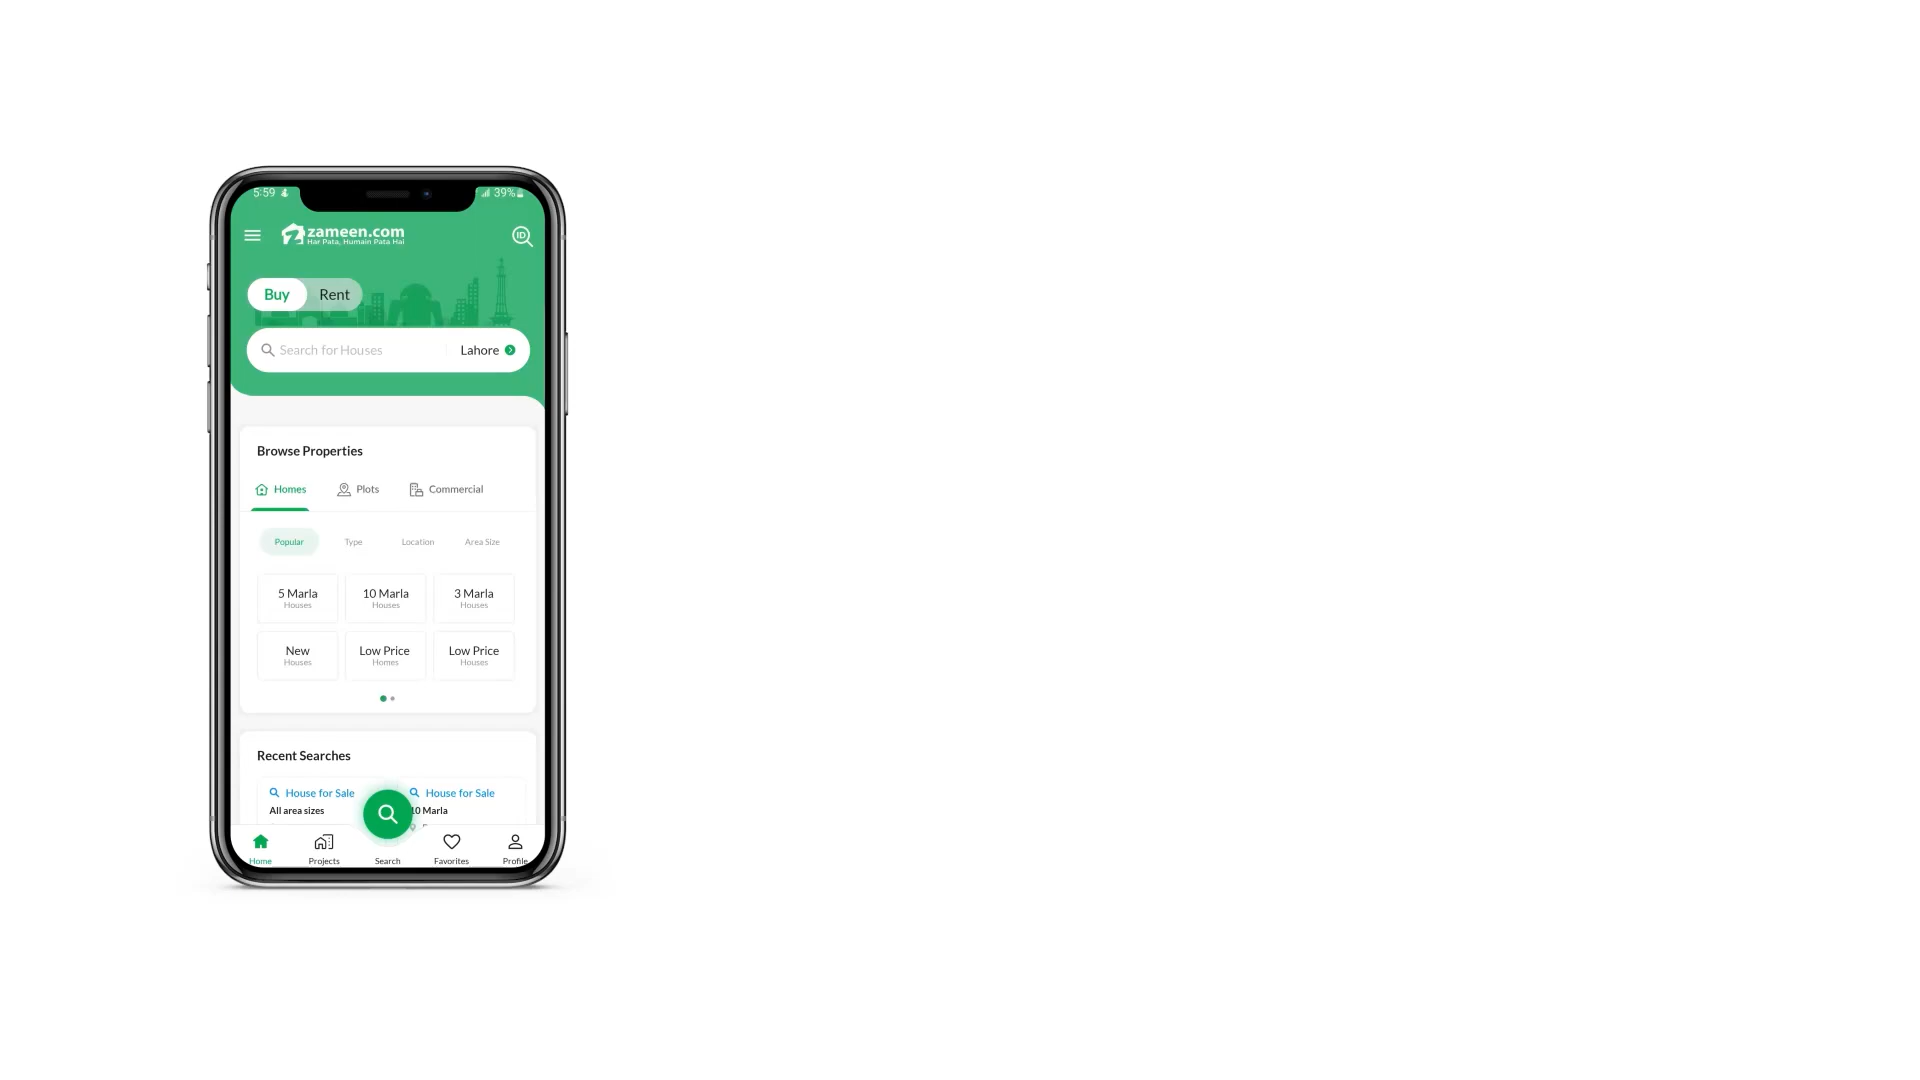 5:59
39%
zameen.com
Har Pata, Humain Pata Hai
ID
Buy Rent
Search for Houses Lahore
Browse Properties
Homes Plots Commercial
Popular Type Location Area Size
5 Marla 10 Marla 3 Marla
Houses Houses Houses
New Low Price Low Price
Houses Homes Houses
Recent Searches
House for Sale House for Sale
All area sizes 10 Marla
Home Projects Search Favorites Profile